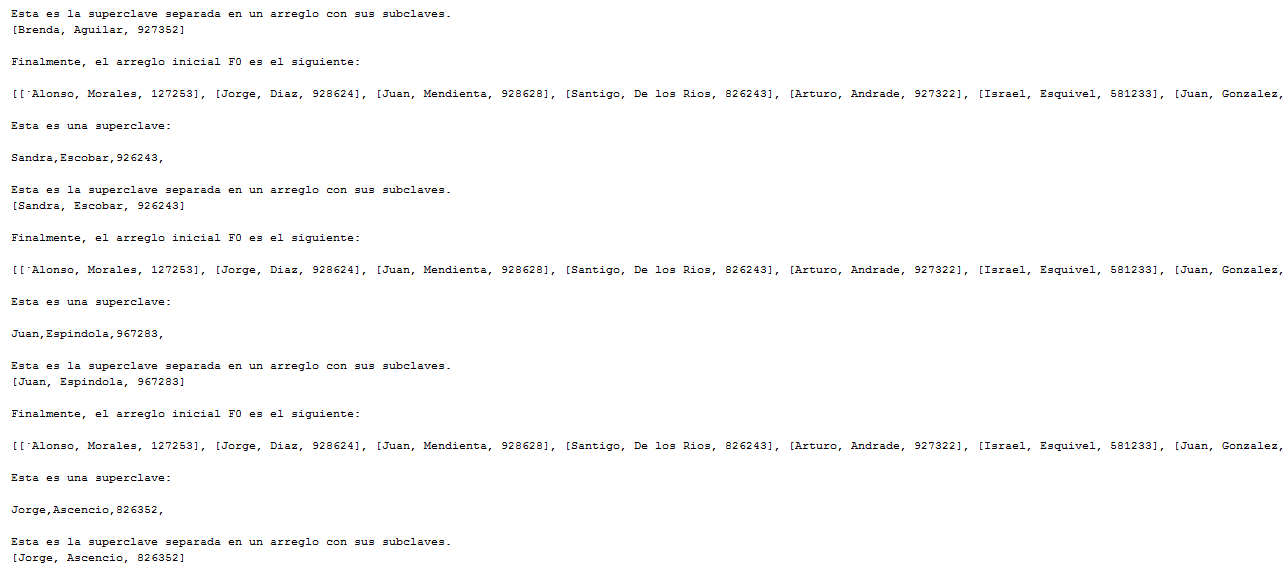 Esta es la superclave separada en un arreglo con sus subclaves.
[Brenda, Aguilar, 927352]
Finalmente, el arreglo inicial F0 es el siguiente:
[[˙Alonso, Morales, 127253], [Jorge, Diaz, 928624], [Juan, Mendienta, 928628], [Santigo, De los Rios, 826243], [Arturo, Andrade, 927322], [Israel, Esquivel, 581233], [Juan, Gonzalez,
Esta es una superclave:
Sandra,Escobar,926243,
Esta es la superclave separada en un arreglo con sus subclaves.
[Sandra, Escobar, 926243]
Finalmente, el arreglo inicial F0 es el siguiente:
[[˙Alonso, Morales, 127253], [Jorge, Diaz, 928624], [Juan, Mendienta, 928628], [Santigo, De los Rios, 826243], [Arturo, Andrade, 927322], [Israel, Esquivel, 581233], [Juan, Gonzalez,
Esta es una superclave:
Juan,Espindola,967283,
Esta es la superclave separada en un arreglo con sus subclaves.
[Juan, Espindola, 967283]
Finalmente, el arreglo inicial F0 es el siguiente:
[[˙Alonso, Morales, 127253], [Jorge, Diaz, 928624], [Juan, Mendienta, 928628], [Santigo, De los Rios, 826243], [Arturo, Andrade, 927322], [Israel, Esquivel, 581233], [Juan, Gonzalez,
Esta es una superclave:
Jorge,Ascencio,826352,
Esta es la superclave separada en un arreglo con sus subclaves.
[Jorge, Ascencio, 826352]